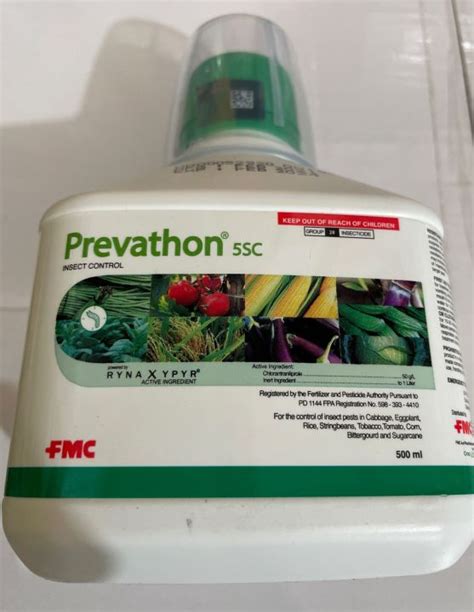 KEEP OUT OF REACH OF CHILDREN
GROUP 28 INSECTICIDE
Prevathon® 5SC
INSECT CONTROL
powered by
RYNAXYPYR®
ACTIVE INGREDIENT
Active Ingredient:
Chlorantraniliprole 50 g/L
Inert Ingredient to 1 Liter
Registered by the Fertilizer and Pesticide Authority Pursuant to
PD 1144 FPA Registration No. 598 - 393 - 4410
For the control of insect pests in Cabbage, Eggplant,
Rice, Stringbeans, Tobacco, Tomato, Corn,
Bittergourd and Sugarcane
FMC
500 ml
FMC